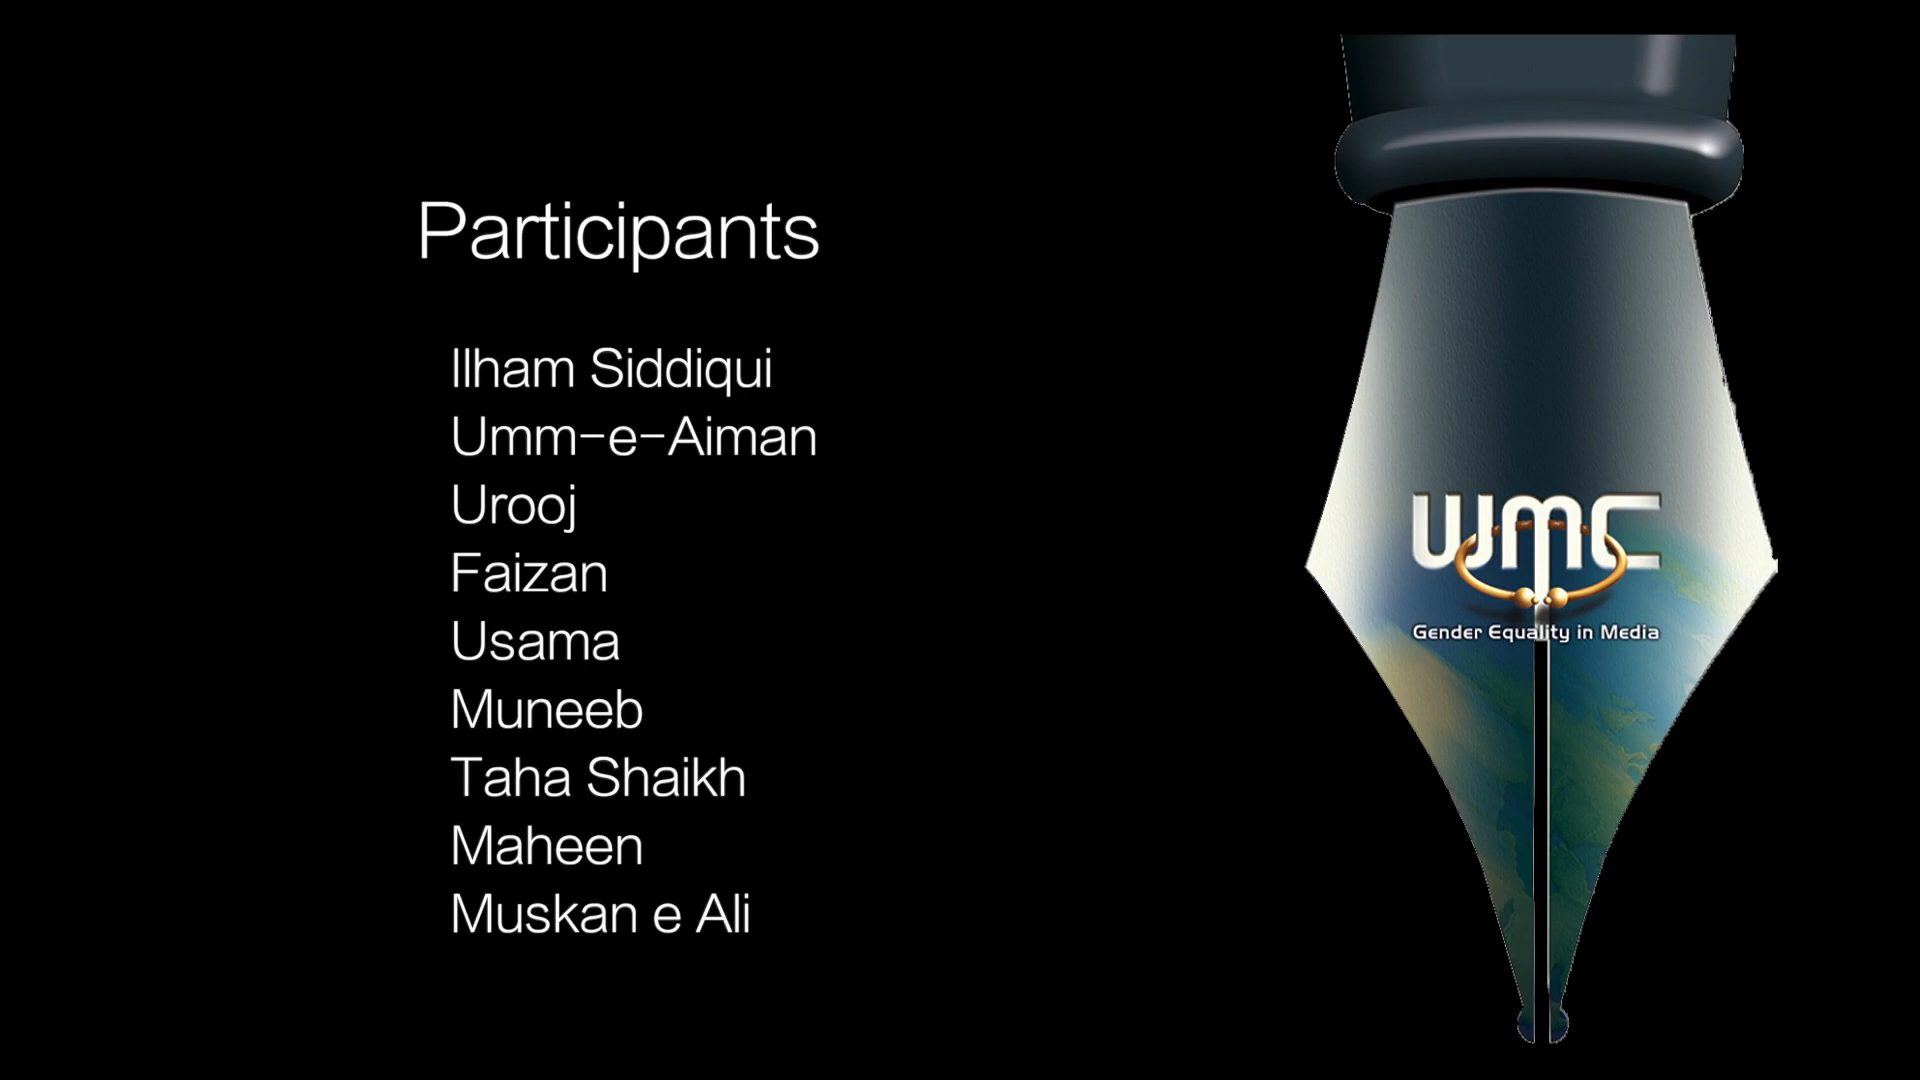 Participants
Ilham Siddiqui
Umm-e-Aiman
Urooj
Faizan
Usama
Muneeb
Taha Shaikh
Maheen
Muskan e Ali
WMC
Gender Equality in Media